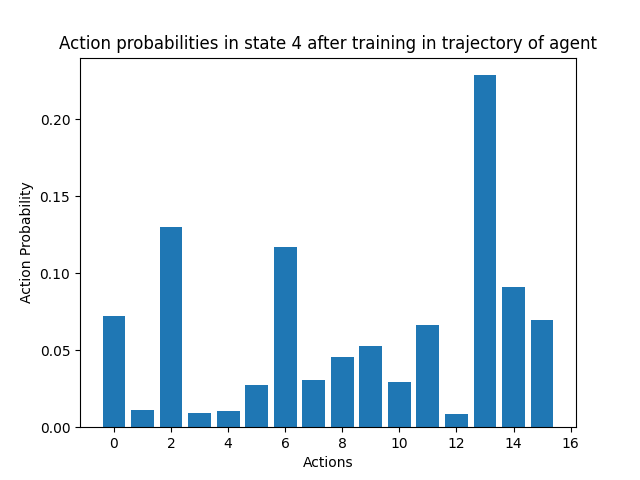 Action probabilities in state 4 after training in trajectory of agent
0.20
0.15
0.10
0.05
0.00
Action Probability
0 2 4 6 8 10 12 14 16
Actions